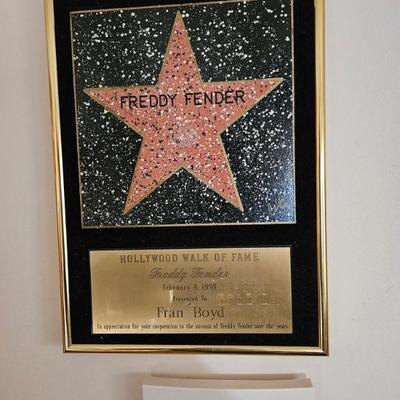 FREDDY FENDER
HOLLYWOOD WALK OF FAME
Freddy Fender
February 4, 1999
Presented To
Fran Boyd
In appreciation for your cooperation to the success of Freddy Fender over the years.